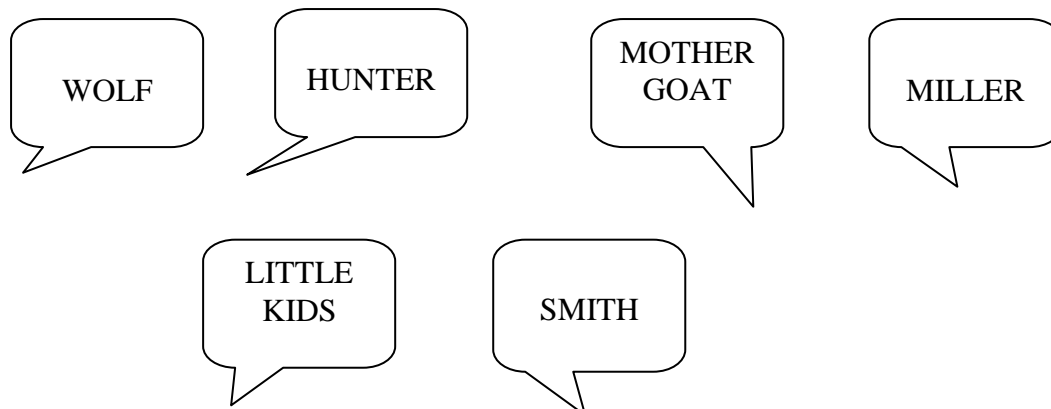 WOLF
HUNTER
MOTHER
GOAT
MILLER
LITTLE
KIDS
SMITH